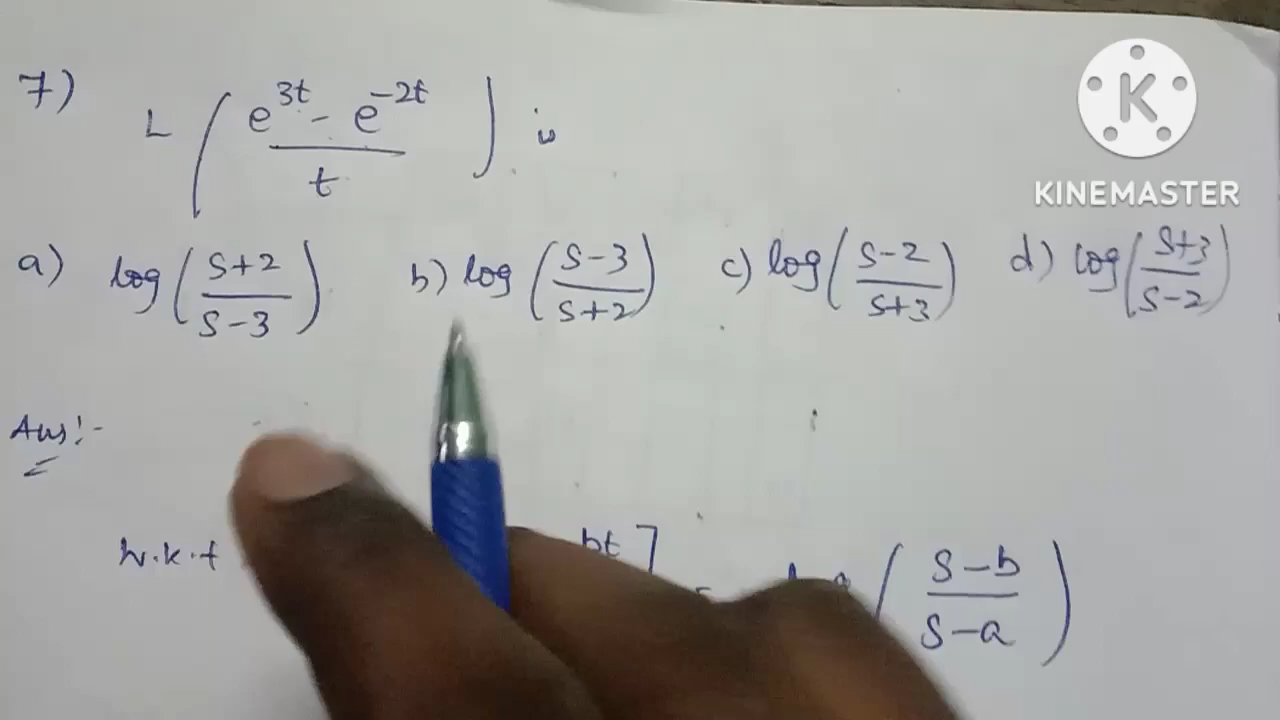 7) L ( e^3t - e^-2t / t ) is
KINEMASTER
a) log ( s+2 / s-3 ) b) log ( s-3 / s+2 ) c) log ( s-2 / s+3 ) d) log ( s+3 / s-2 )
Ans:-
w.k.t bt ] = ( s-b / s-a )